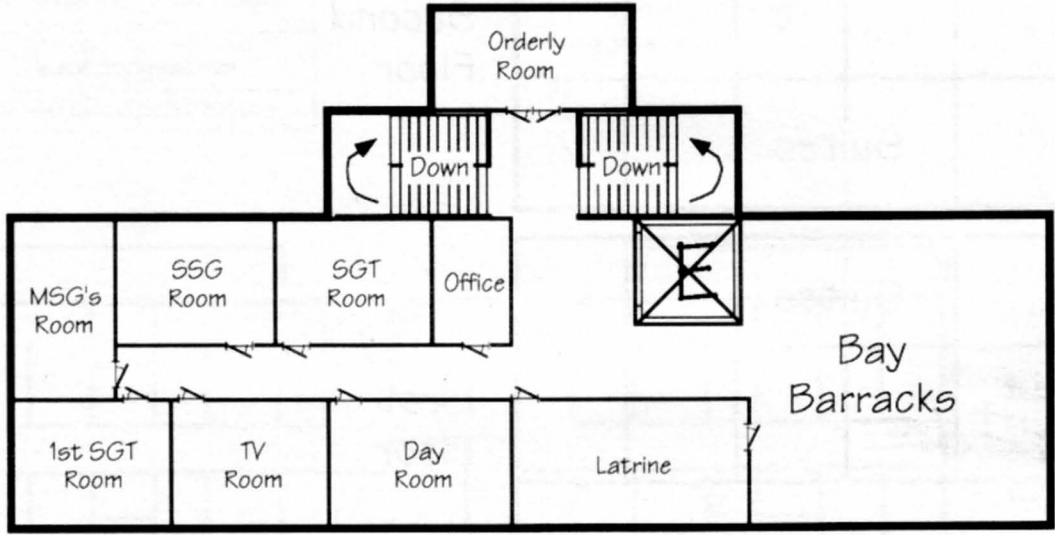 Orderly
Room
Down
Down
SSG
Room
SGT
Room
Office
MSG's
Room
E
Bay
Barracks
1st SGT
Room
TV
Room
Day
Room
Latrine